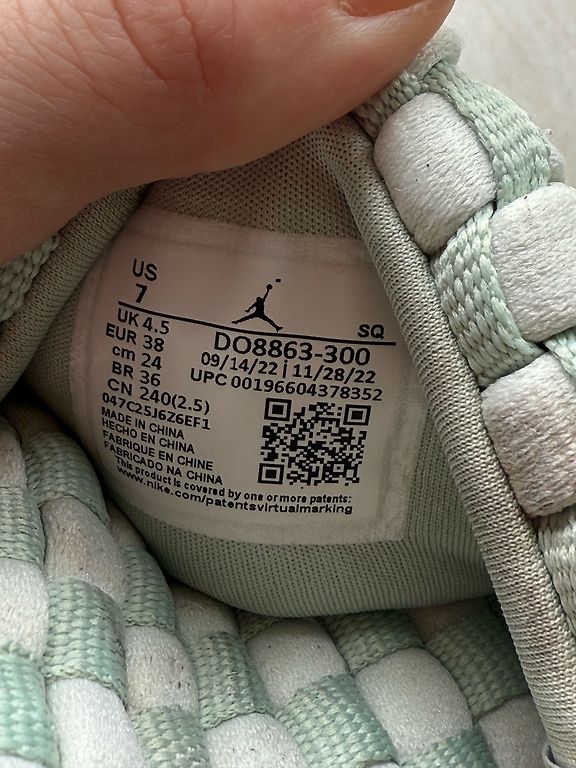 US
7
UK 4.5
EUR 38
cm 24
BR 36
CN 240(2.5)
047C25J6Z6EF1
SQ
DO8863-300
09/14/22 | 11/28/22
UPC 00196604378352
MADE IN CHINA
HECHO EN CHINA
FABRIQUE EN CHINE
FABRICADO NA CHINA
This product is covered by one or more patents:
www.nike.com/patentsvirtualmarking